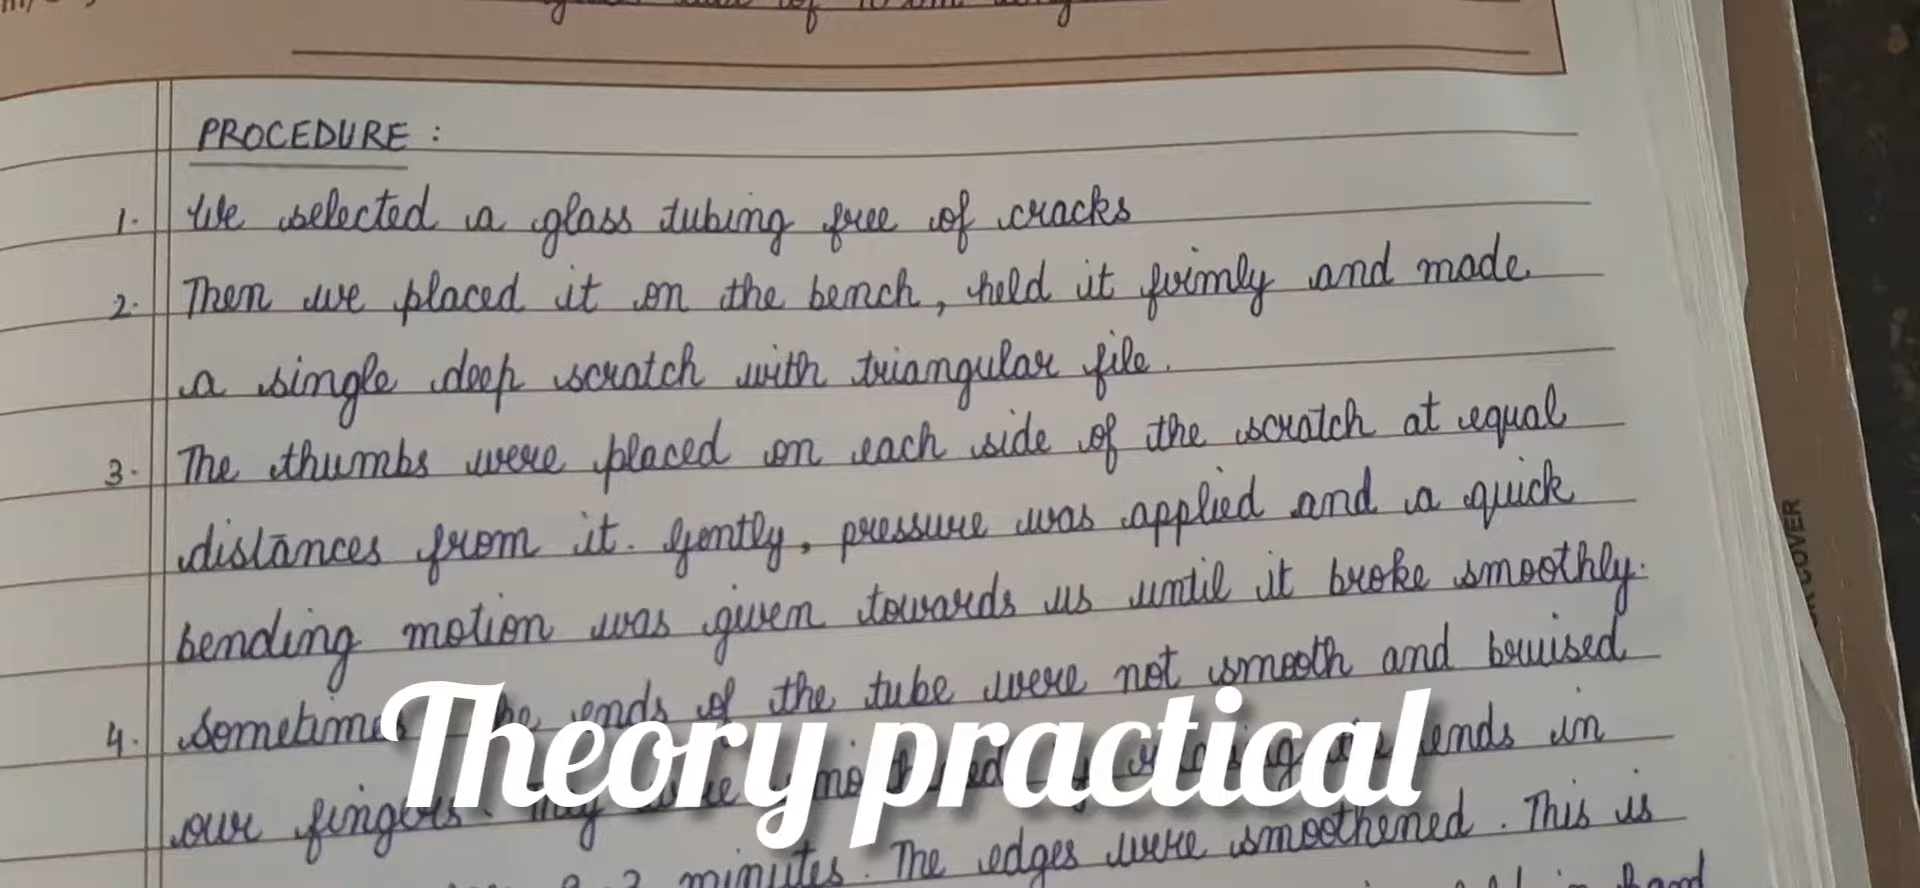 PROCEDURE :
1. We selected a glass tubing free of cracks
2. Then we placed it on the bench, held it firmly and made
a single deep scratch with triangular file.
3. The thumbs were placed on each side of the scratch at equal
distances from it. Gently, pressure was applied and a quick
bending motion was given towards us until it broke smoothly.
4. Sometimes the ends of the tube were not smooth and bruised
Theory practical
our fingers. They were ends in
minutes. The edges were smoothened. This is